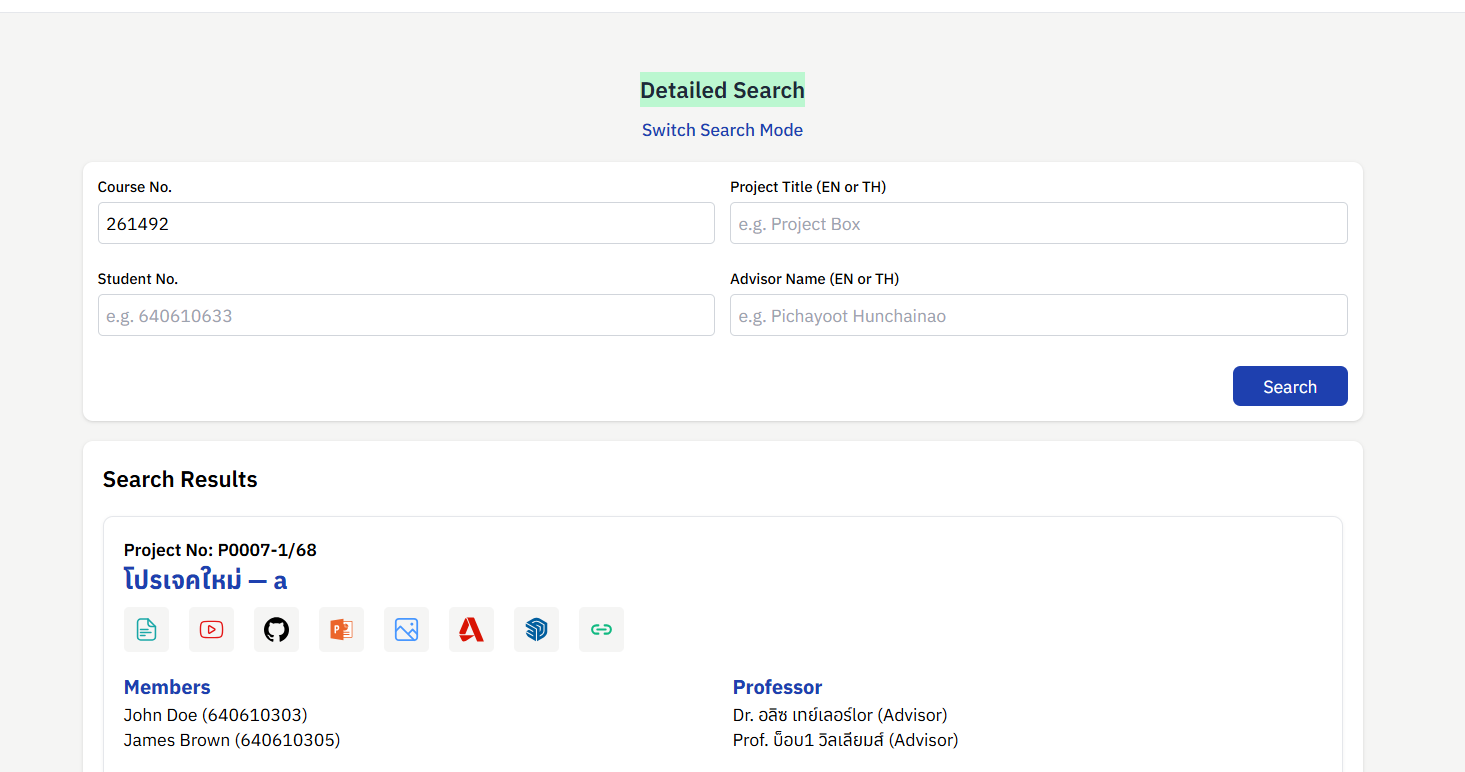 Detailed Search
Switch Search Mode
Course No.
261492
Project Title (EN or TH)
e.g. Project Box
Student No.
e.g. 640610633
Advisor Name (EN or TH)
e.g. Pichayoot Hunchainao
Search
Search Results
Project No: P0007-1/68
โปรเจคใหม่ — a
P
Members
John Doe (640610303)
James Brown (640610305)
Professor
Dr. อลิซ เทย์เลอร์lor (Advisor)
Prof. บ็อบ1 วิลเลียมส์ (Advisor)